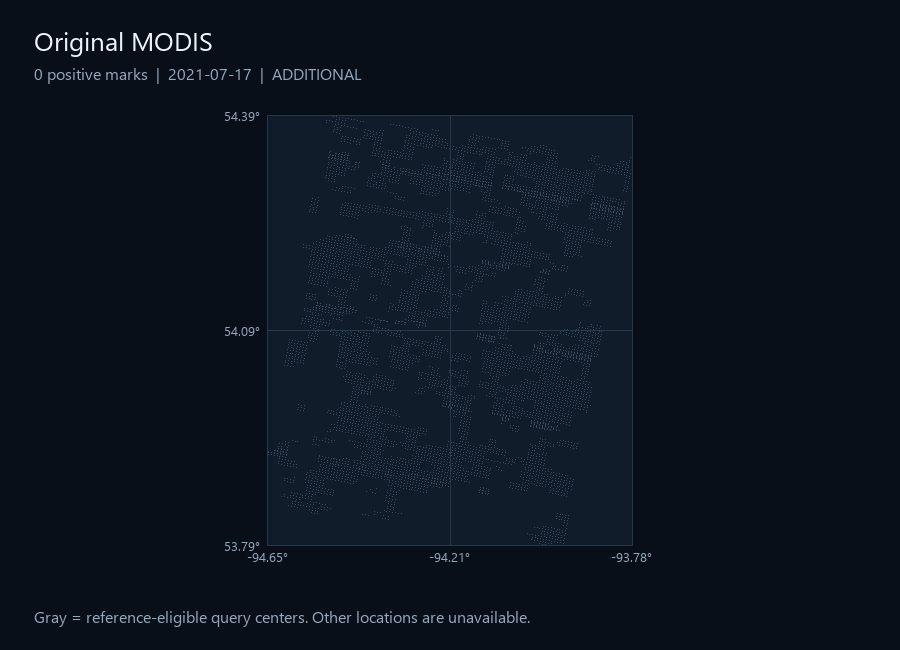 Original MODIS
0 positive marks | 2021-07-17 | ADDITIONAL
54.39°
54.09°
53.79°
-94.65° -94.21° -93.78°
Gray = reference-eligible query centers. Other locations are unavailable.